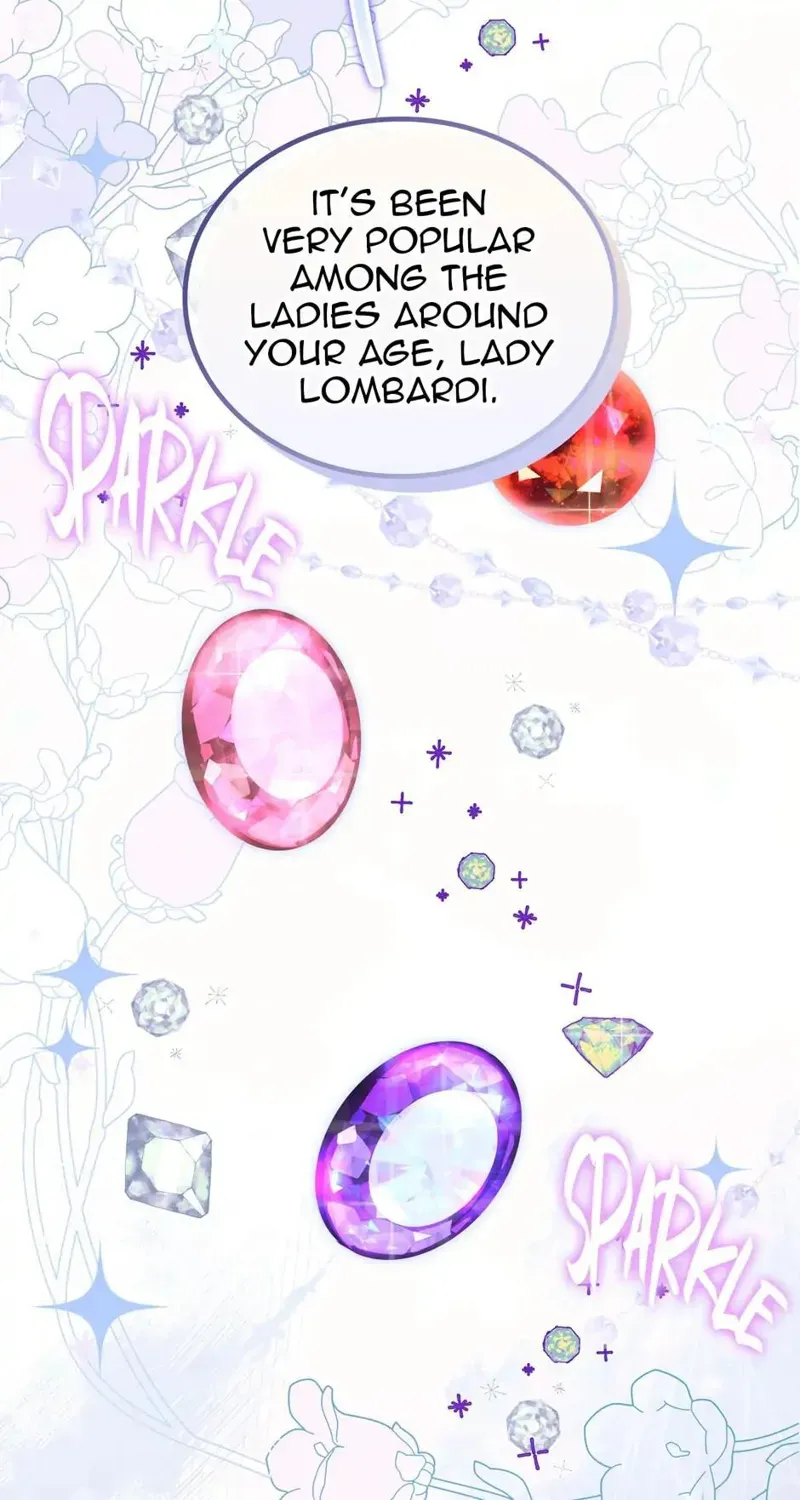 IT'S BEEN
VERY POPULAR
AMONG THE
LADIES AROUND
YOUR AGE, LADY
LOMBARDI.
SPARKLE
SPARKLE